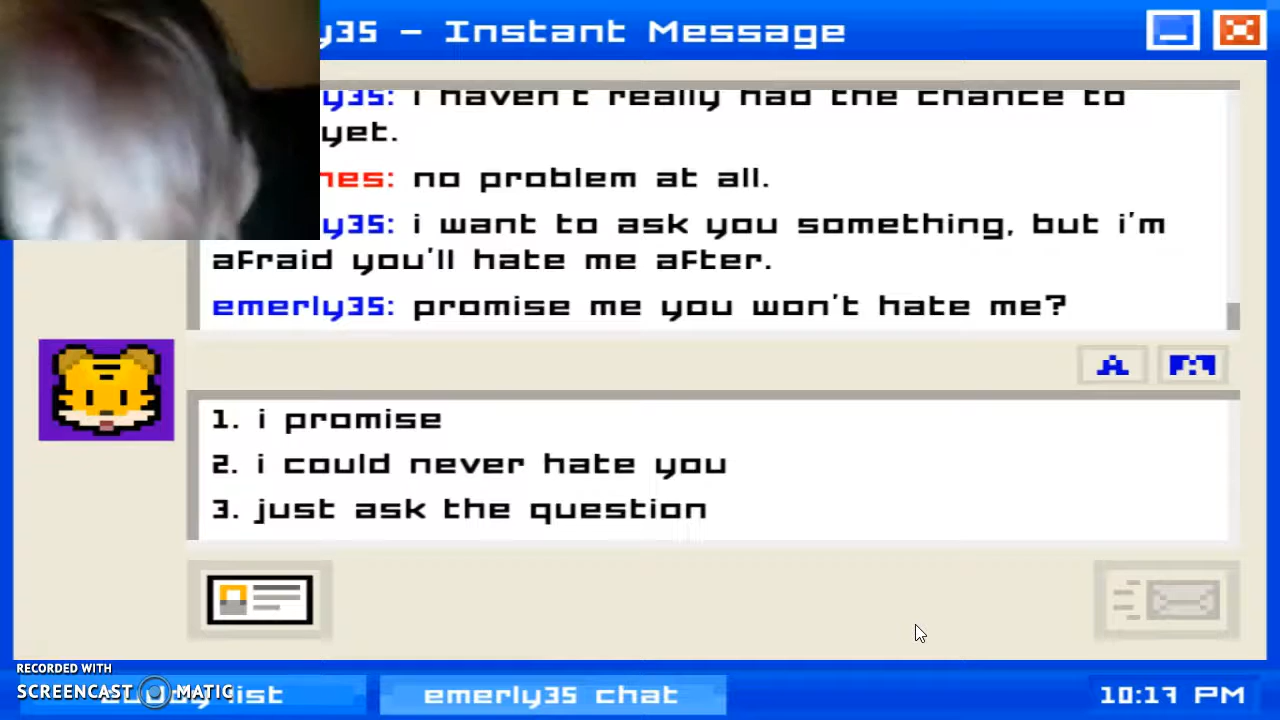 y35 – Instant Message
y35: i haven't really had the chance to
yet.
nes: no problem at all.
y35: i want to ask you something, but i'm
afraid you'll hate me after.
emerly35: promise me you won't hate me?
A
1. i promise
2. i could never hate you
3. just ask the question
RECORDED WITH
SCREENCAST MATIC
list
emerly35 chat
10:17 PM